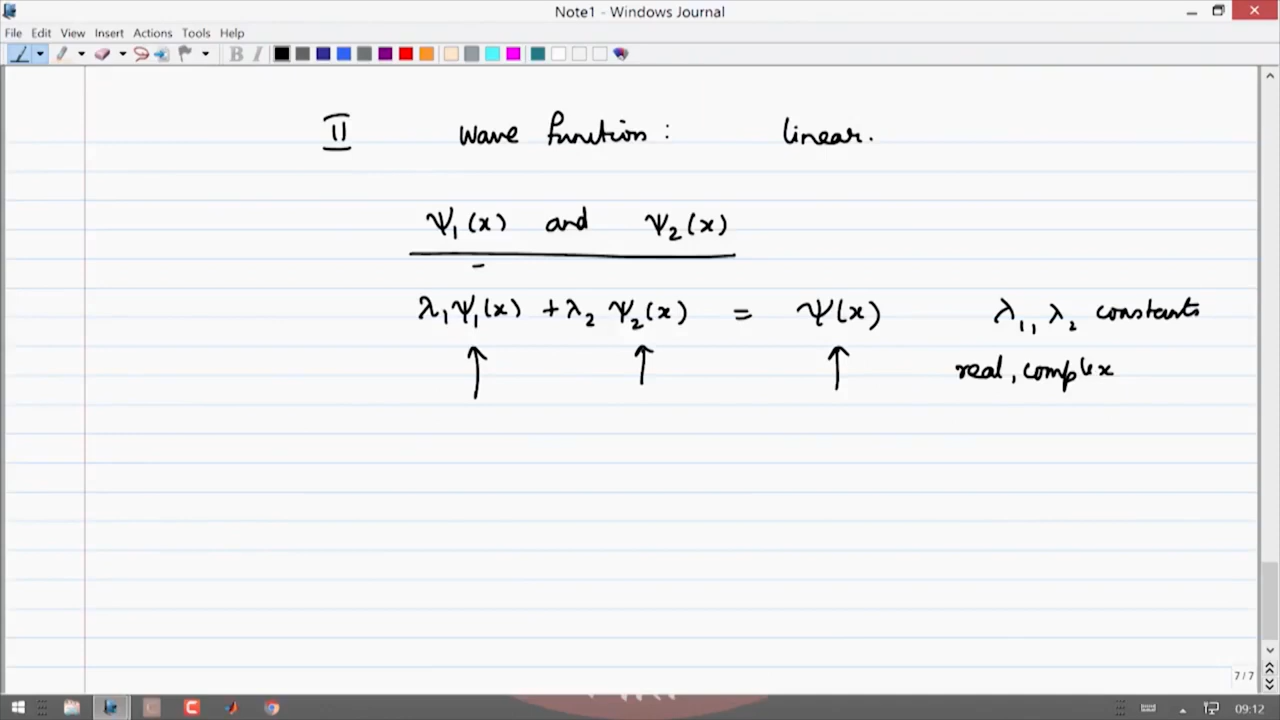 Note1 - Windows Journal
File Edit View Insert Actions Tools Help
B I
II wave function: linear.
ψ₁(x) and ψ₂(x)
λ₁ψ₁(x) + λ₂ ψ₂(x) = ψ(x) λ₁, λ₂ constants
real, complex
7/7
09:12